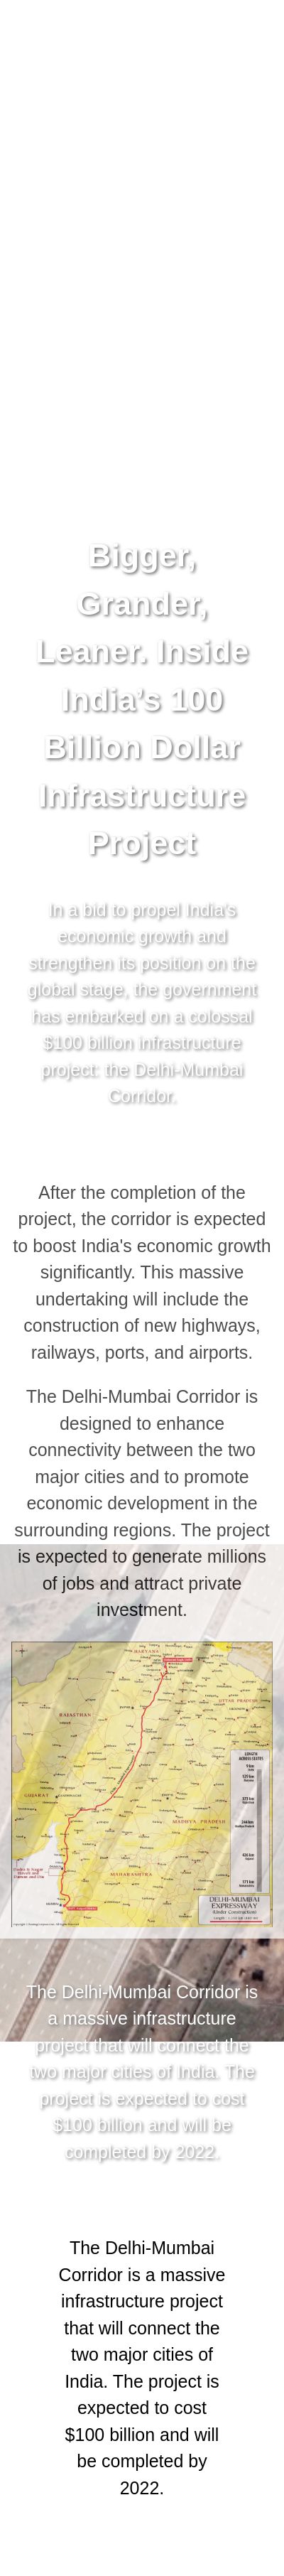 Bigger,
Grander,
Leaner. Inside
India's 100
Billion Dollar
Infrastructure
Project
In a bid to propel India's
economic growth and
strengthen its position on the
global stage, the government
has embarked on a colossal
$100 billion infrastructure
project: the Delhi-Mumbai
Corridor.
After the completion of the
project, the corridor is expected
to boost India's economic growth
significantly. This massive
undertaking will include the
construction of new highways,
railways, ports, and airports.
The Delhi-Mumbai Corridor is
designed to enhance
connectivity between the two
major cities and to promote
economic development in the
surrounding regions. The project
is expected to generate millions
of jobs and attract private
investment.
HARYANA
UTTAR PRADESH
RAJASTHAN
GUJARAT
MADHYA PRADESH
MAHARASHTRA
DELHI-MUMBAI
EXPRESSWAY
(Under Construction)
The Delhi-Mumbai Corridor is
a massive infrastructure
project that will connect the
two major cities of India. The
project is expected to cost
$100 billion and will be
completed by 2022.
The Delhi-Mumbai
Corridor is a massive
infrastructure project
that will connect the
two major cities of
India. The project is
expected to cost
$100 billion and will
be completed by
2022.